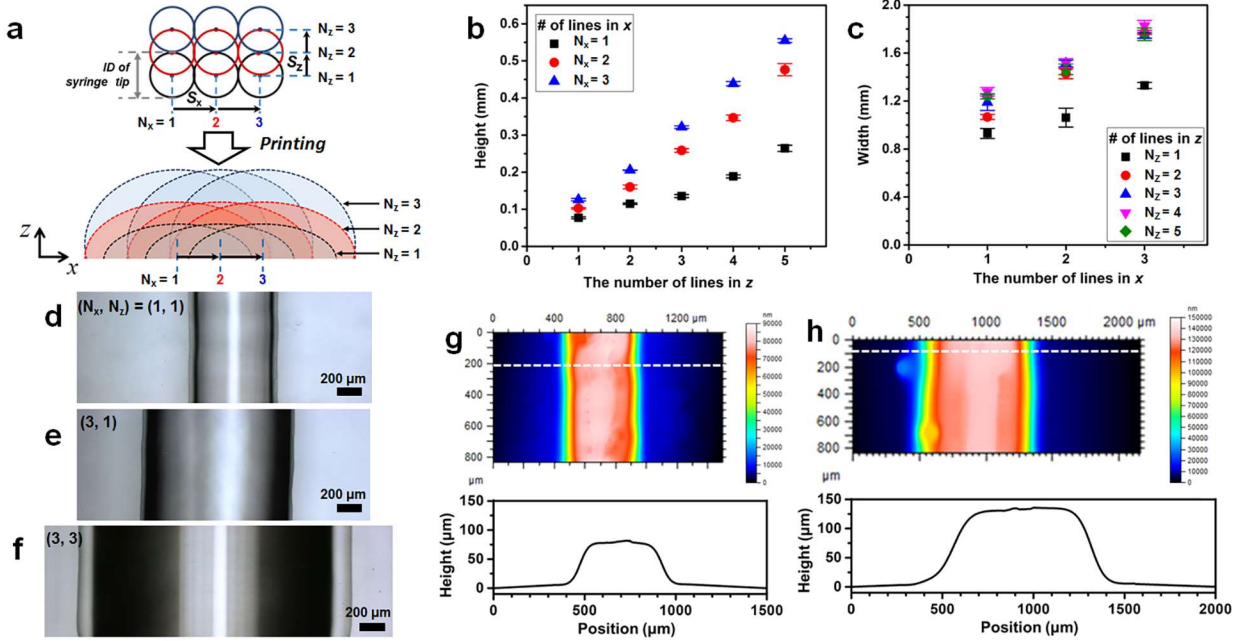 a
N_z = 3
N_z = 2
N_z = 1
ID of
syringe tip
S_z
S_x
N_x = 1 2 3
Printing
N_z = 3
N_z = 2
N_z = 1
z
x
N_x = 1 2 3
b
# of lines in x
N_X = 1
N_X = 2
N_X = 3
Height (mm)
0.6
0.5
0.4
0.3
0.2
0.1
0.0
1 2 3 4 5
The number of lines in z
c
Width (mm)
2.0
1.6
1.2
0.8
0.4
0.0
# of lines in z
N_Z = 1
N_Z = 2
N_Z = 3
N_Z = 4
N_Z = 5
1 2 3
The number of lines in x
d
(N_x, N_z) = (1, 1)
200 µm
e
(3, 1)
200 µm
f
(3, 3)
200 µm
g
0 400 800 µm 1200
0
200
400
600
800
µm
nm
90000
80000
70000
60000
50000
40000
30000
20000
10000
0
Height (µm)
150
100
50
0
0 500 1000 1500
Position (µm)
h
0 500 1000 1500 2000 µm
0
200
400
600
800
µm
nm
150000
140000
130000
120000
110000
100000
90000
80000
70000
60000
50000
40000
30000
20000
10000
0
Height (µm)
150
100
50
0
0 500 1000 1500 2000
Position (µm)